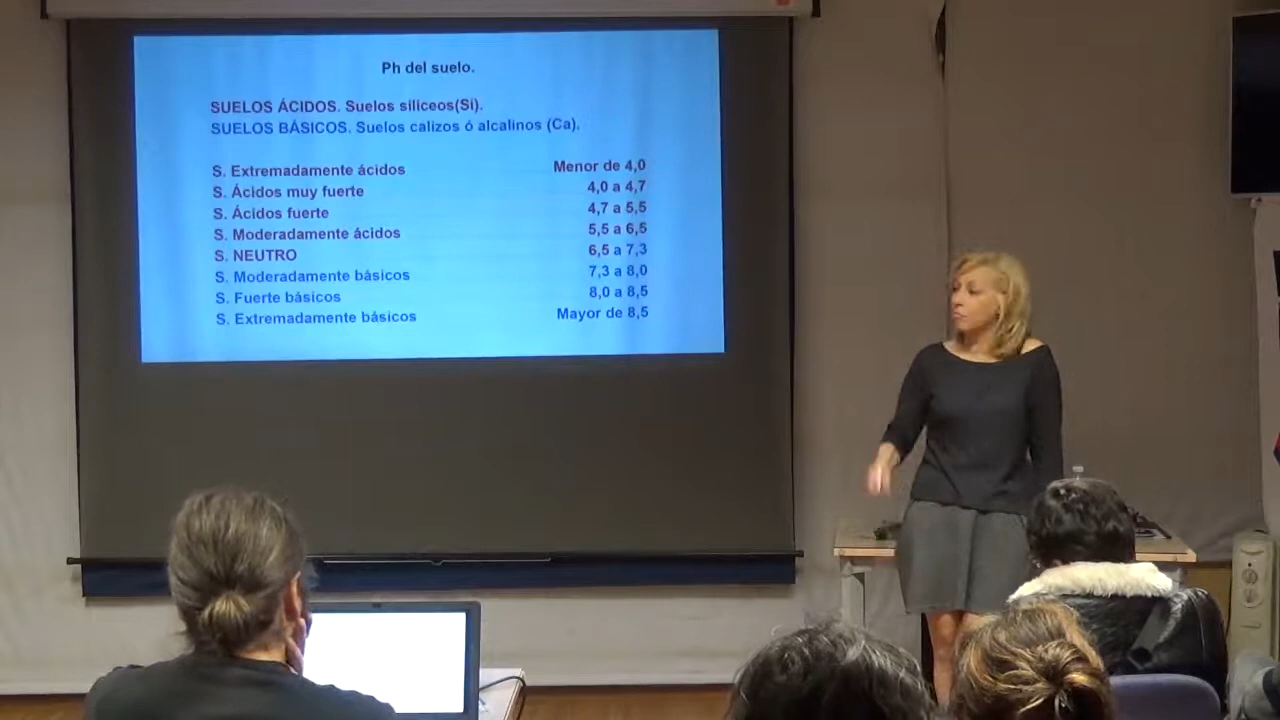 Ph del suelo.
SUELOS ÁCIDOS. Suelos silíceos(Si).
SUELOS BÁSICOS. Suelos calizos ó alcalinos (Ca).
S. Extremadamente ácidos Menor de 4,0
S. Ácidos muy fuerte 4,0 a 4,7
S. Ácidos fuerte 4,7 a 5,5
S. Moderadamente ácidos 5,5 a 6,5
S. NEUTRO 6,5 a 7,3
S. Moderadamente básicos 7,3 a 8,0
S. Fuerte básicos 8,0 a 8,5
S. Extremadamente básicos Mayor de 8,5